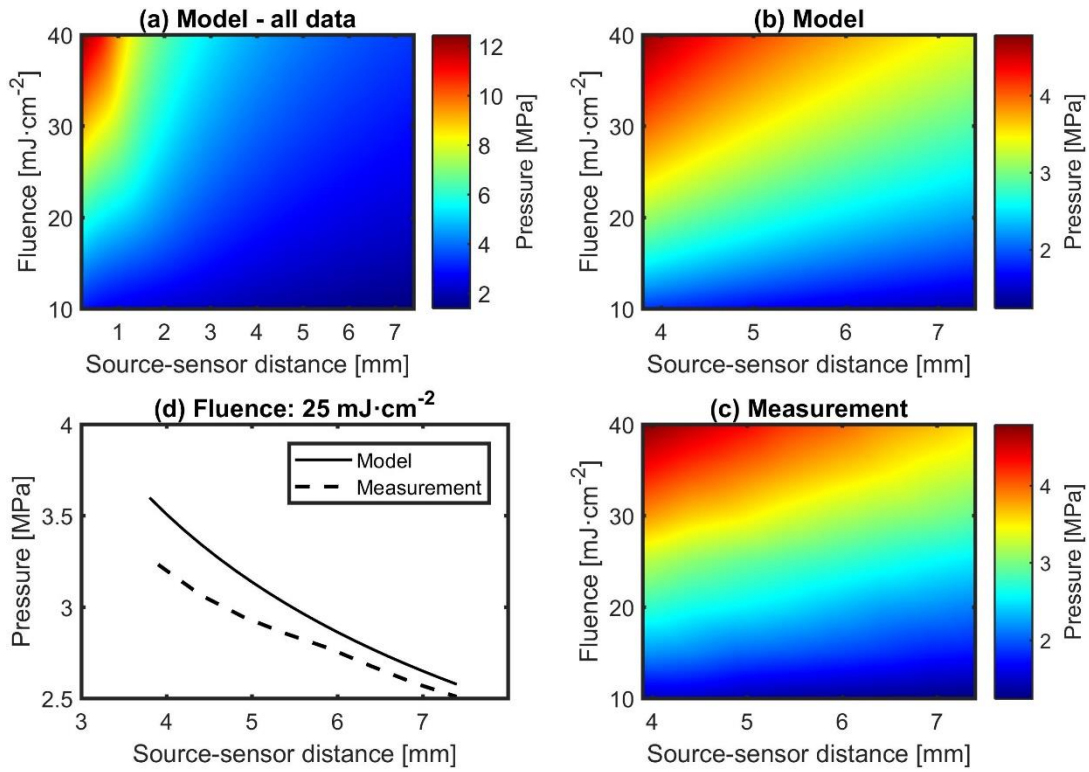 (a) Model - all data
40
30
20
10
Fluence [mJ·cm-2]
1 2 3 4 5 6 7
Source-sensor distance [mm]
12
10
8
6
4
2
Pressure [MPa]
(b) Model
40
30
20
10
Fluence [mJ·cm-2]
4 5 6 7
Source-sensor distance [mm]
4
3
2
Pressure [MPa]
(d) Fluence: 25 mJ·cm-2
4
3.5
3
2.5
Pressure [MPa]
Model
Measurement
3 4 5 6 7
Source-sensor distance [mm]
(c) Measurement
40
30
20
10
Fluence [mJ·cm-2]
4 5 6 7
Source-sensor distance [mm]
4
3
2
Pressure [MPa]